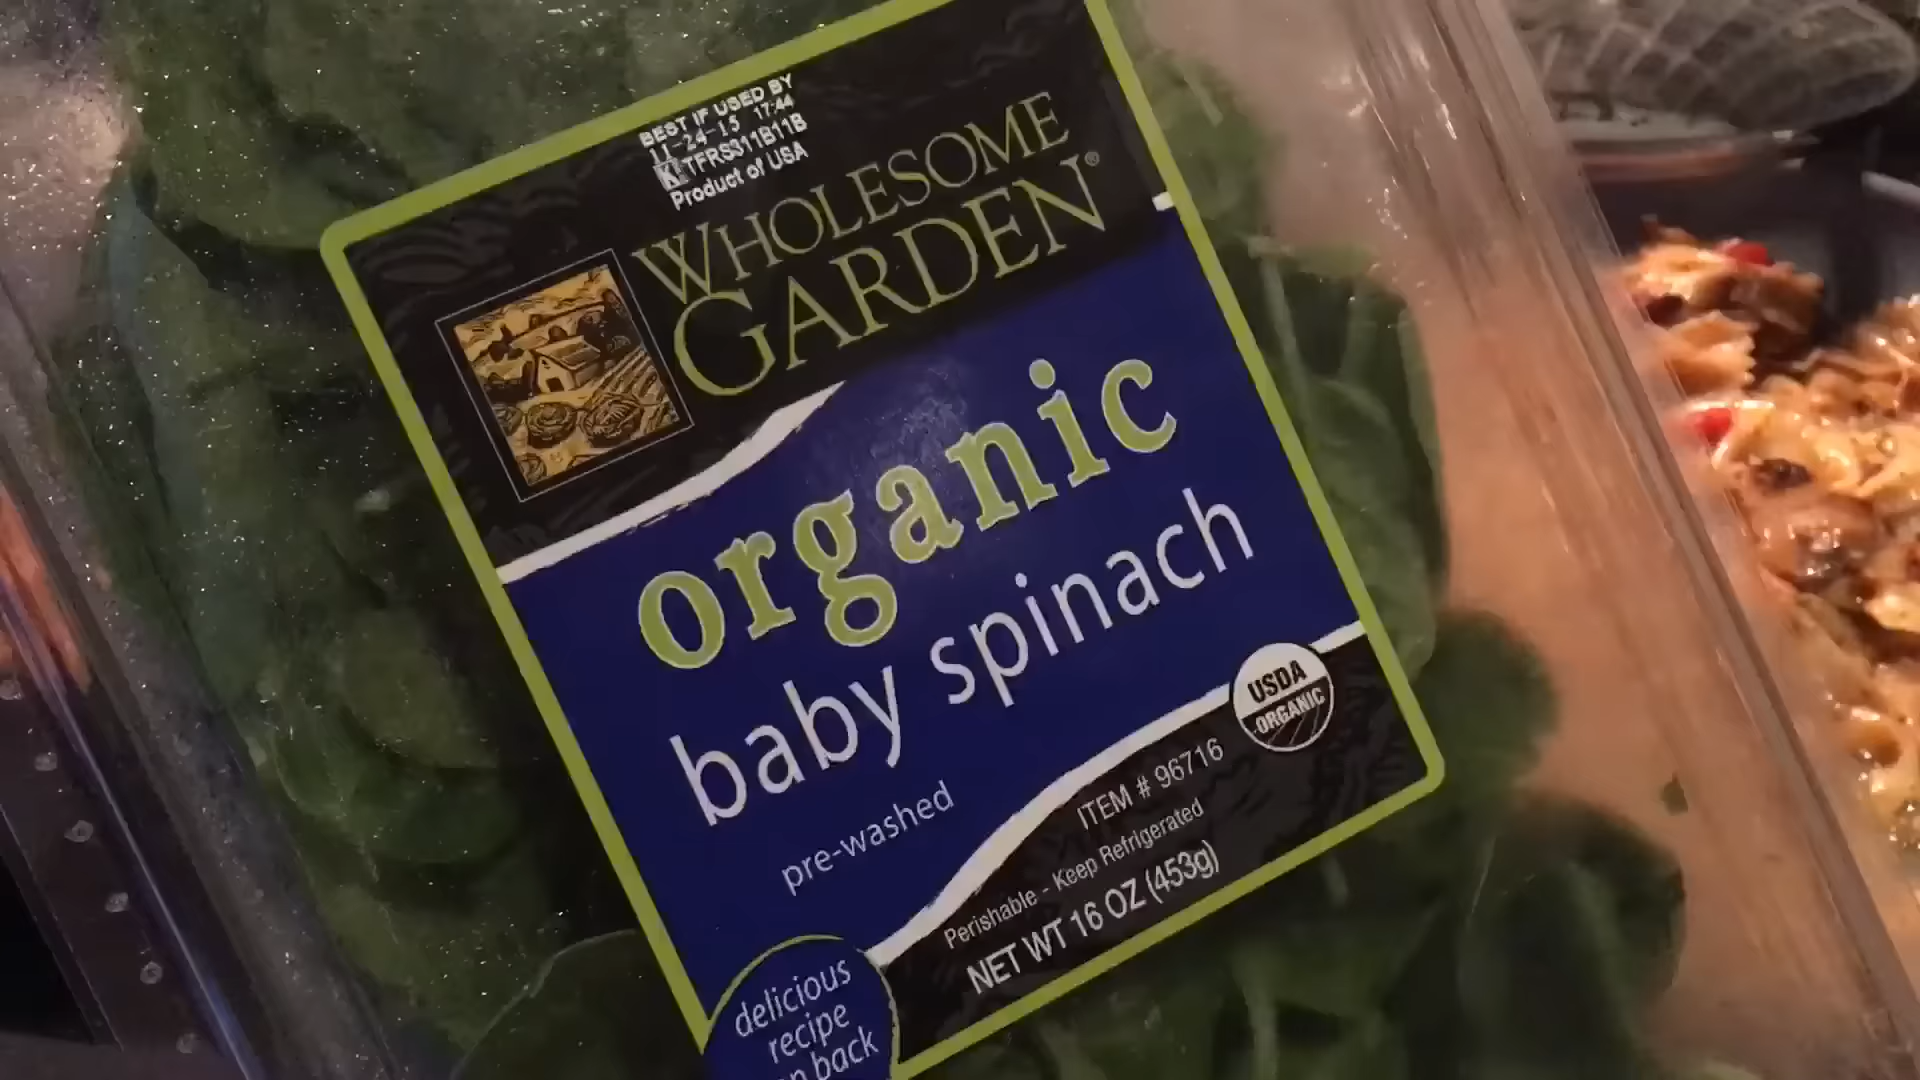 BEST IF USED BY
11-24-15 17:44
K TFRS311B11B
Product of USA
WHOLESOME
GARDEN®
organic
baby spinach
pre-washed
USDA
ORGANIC
ITEM # 96716
Perishable - Keep Refrigerated
NET WT 16 OZ (453g)
delicious
recipe
on back